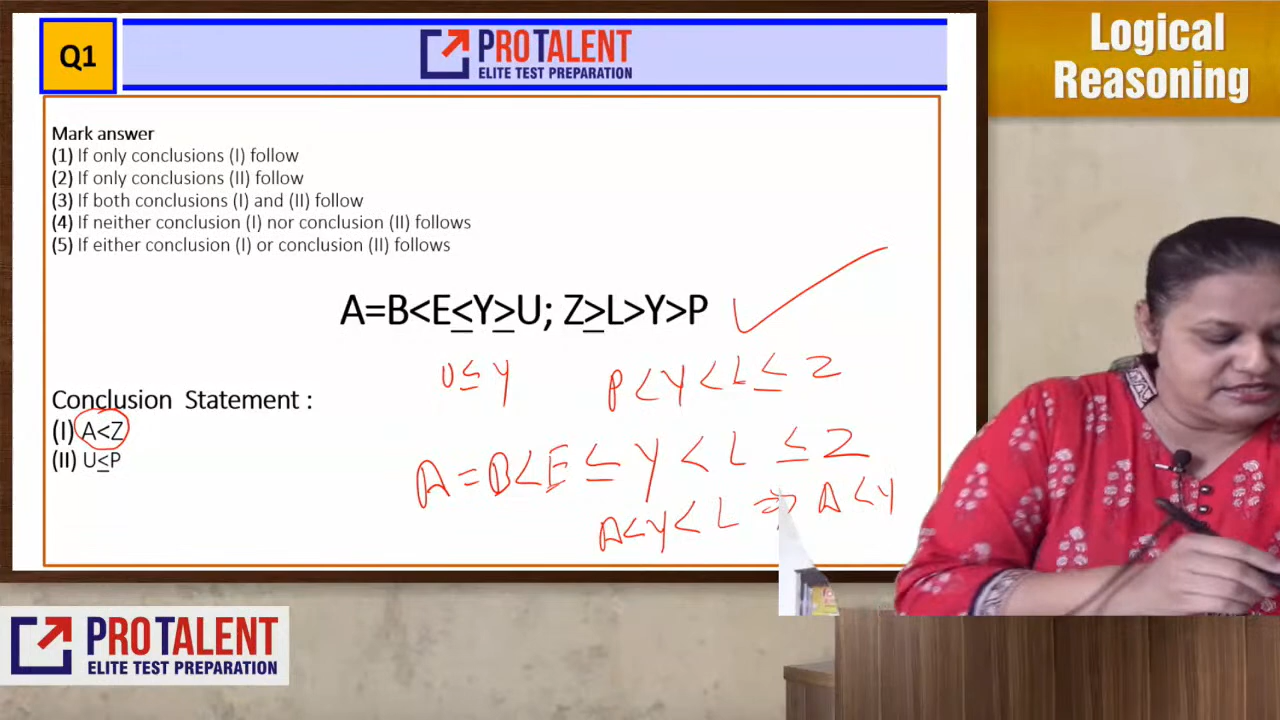 Q1
PROTALENT
ELITE TEST PREPARATION
Logical
Reasoning
Mark answer
(1) If only conclusions (I) follow
(2) If only conclusions (II) follow
(3) If both conclusions (I) and (II) follow
(4) If neither conclusion (I) nor conclusion (II) follows
(5) If either conclusion (I) or conclusion (II) follows
A=B<E≤Y≥U; Z≥L>Y>P
U≤Y
P<Y<L≤Z
Conclusion Statement :
(I) A<Z
(II) U≤P
A=B<E≤Y<L≤Z
A<Y<L⇒A<Y
PROTALENT
ELITE TEST PREPARATION